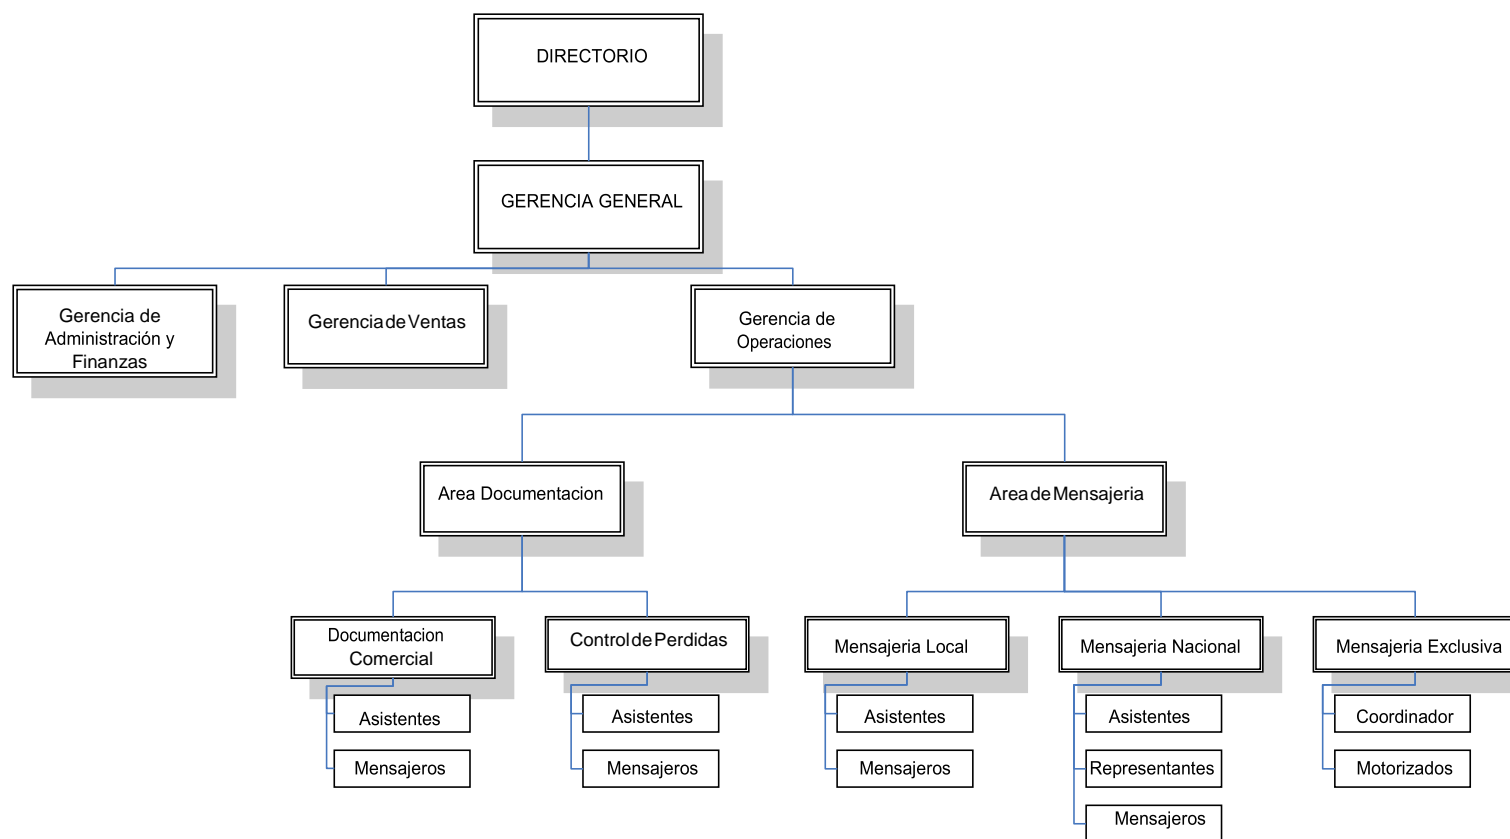 DIRECTORIO
GERENCIA GENERAL
Gerencia de
Administración y
Finanzas
Gerencia de Ventas
Gerencia de
Operaciones
Area Documentacion
Area de Mensajeria
Documentacion
Comercial
Control de Perdidas
Mensajeria Local
Mensajeria Nacional
Mensajeria Exclusiva
Asistentes
Asistentes
Asistentes
Asistentes
Coordinador
Mensajeros
Mensajeros
Mensajeros
Representantes
Motorizados
Mensajeros